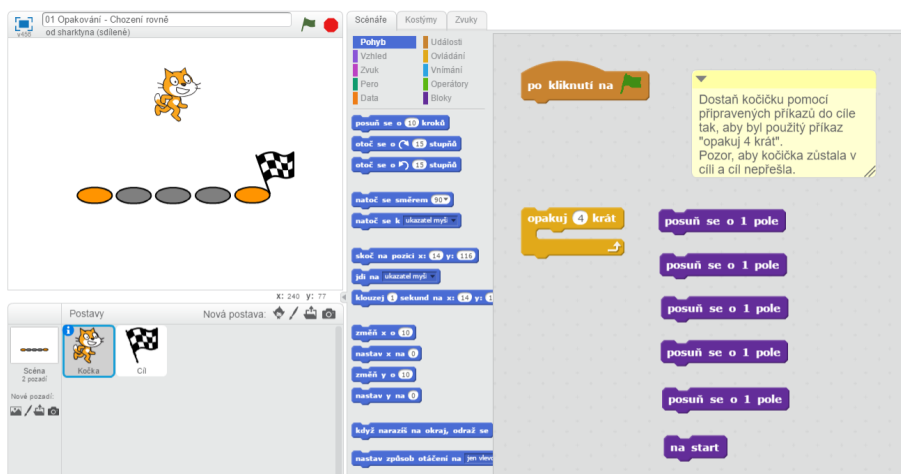 01 Opakování - Chození rovně
v456
od sharktyna (sdílené)
x: 240 y: 77
Postavy
Nová postava:
Scéna
2 pozadí
Nové pozadí:
Kočka
Cíl
Scénáře
Kostýmy
Zvuky
Pohyb
Vzhled
Zvuk
Pero
Data
Události
Ovládání
Vnímání
Operátory
Bloky
posuň se o 10 kroků
otoč se o 15 stupňů
otoč se o 15 stupňů
natoč se směrem 90
natoč se k ukazatel myši
skoč na pozici x: 14 y: 116
jdi na ukazatel myši
klouzej 1 sekund na x: 14 y:
změň x o 10
nastav x na 0
změň y o 10
nastav y na 0
když narazíš na okraj, odraž se
nastav způsob otáčení na jen vlevo
po kliknutí na
Dostaň kočičku pomocí
připravených příkazů do cíle
tak, aby byl použitý příkaz
"opakuj 4 krát".
Pozor, aby kočička zůstala v
cíli a cíl nepřešla.
opakuj 4 krát
posuň se o 1 pole
posuň se o 1 pole
posuň se o 1 pole
posuň se o 1 pole
posuň se o 1 pole
na start